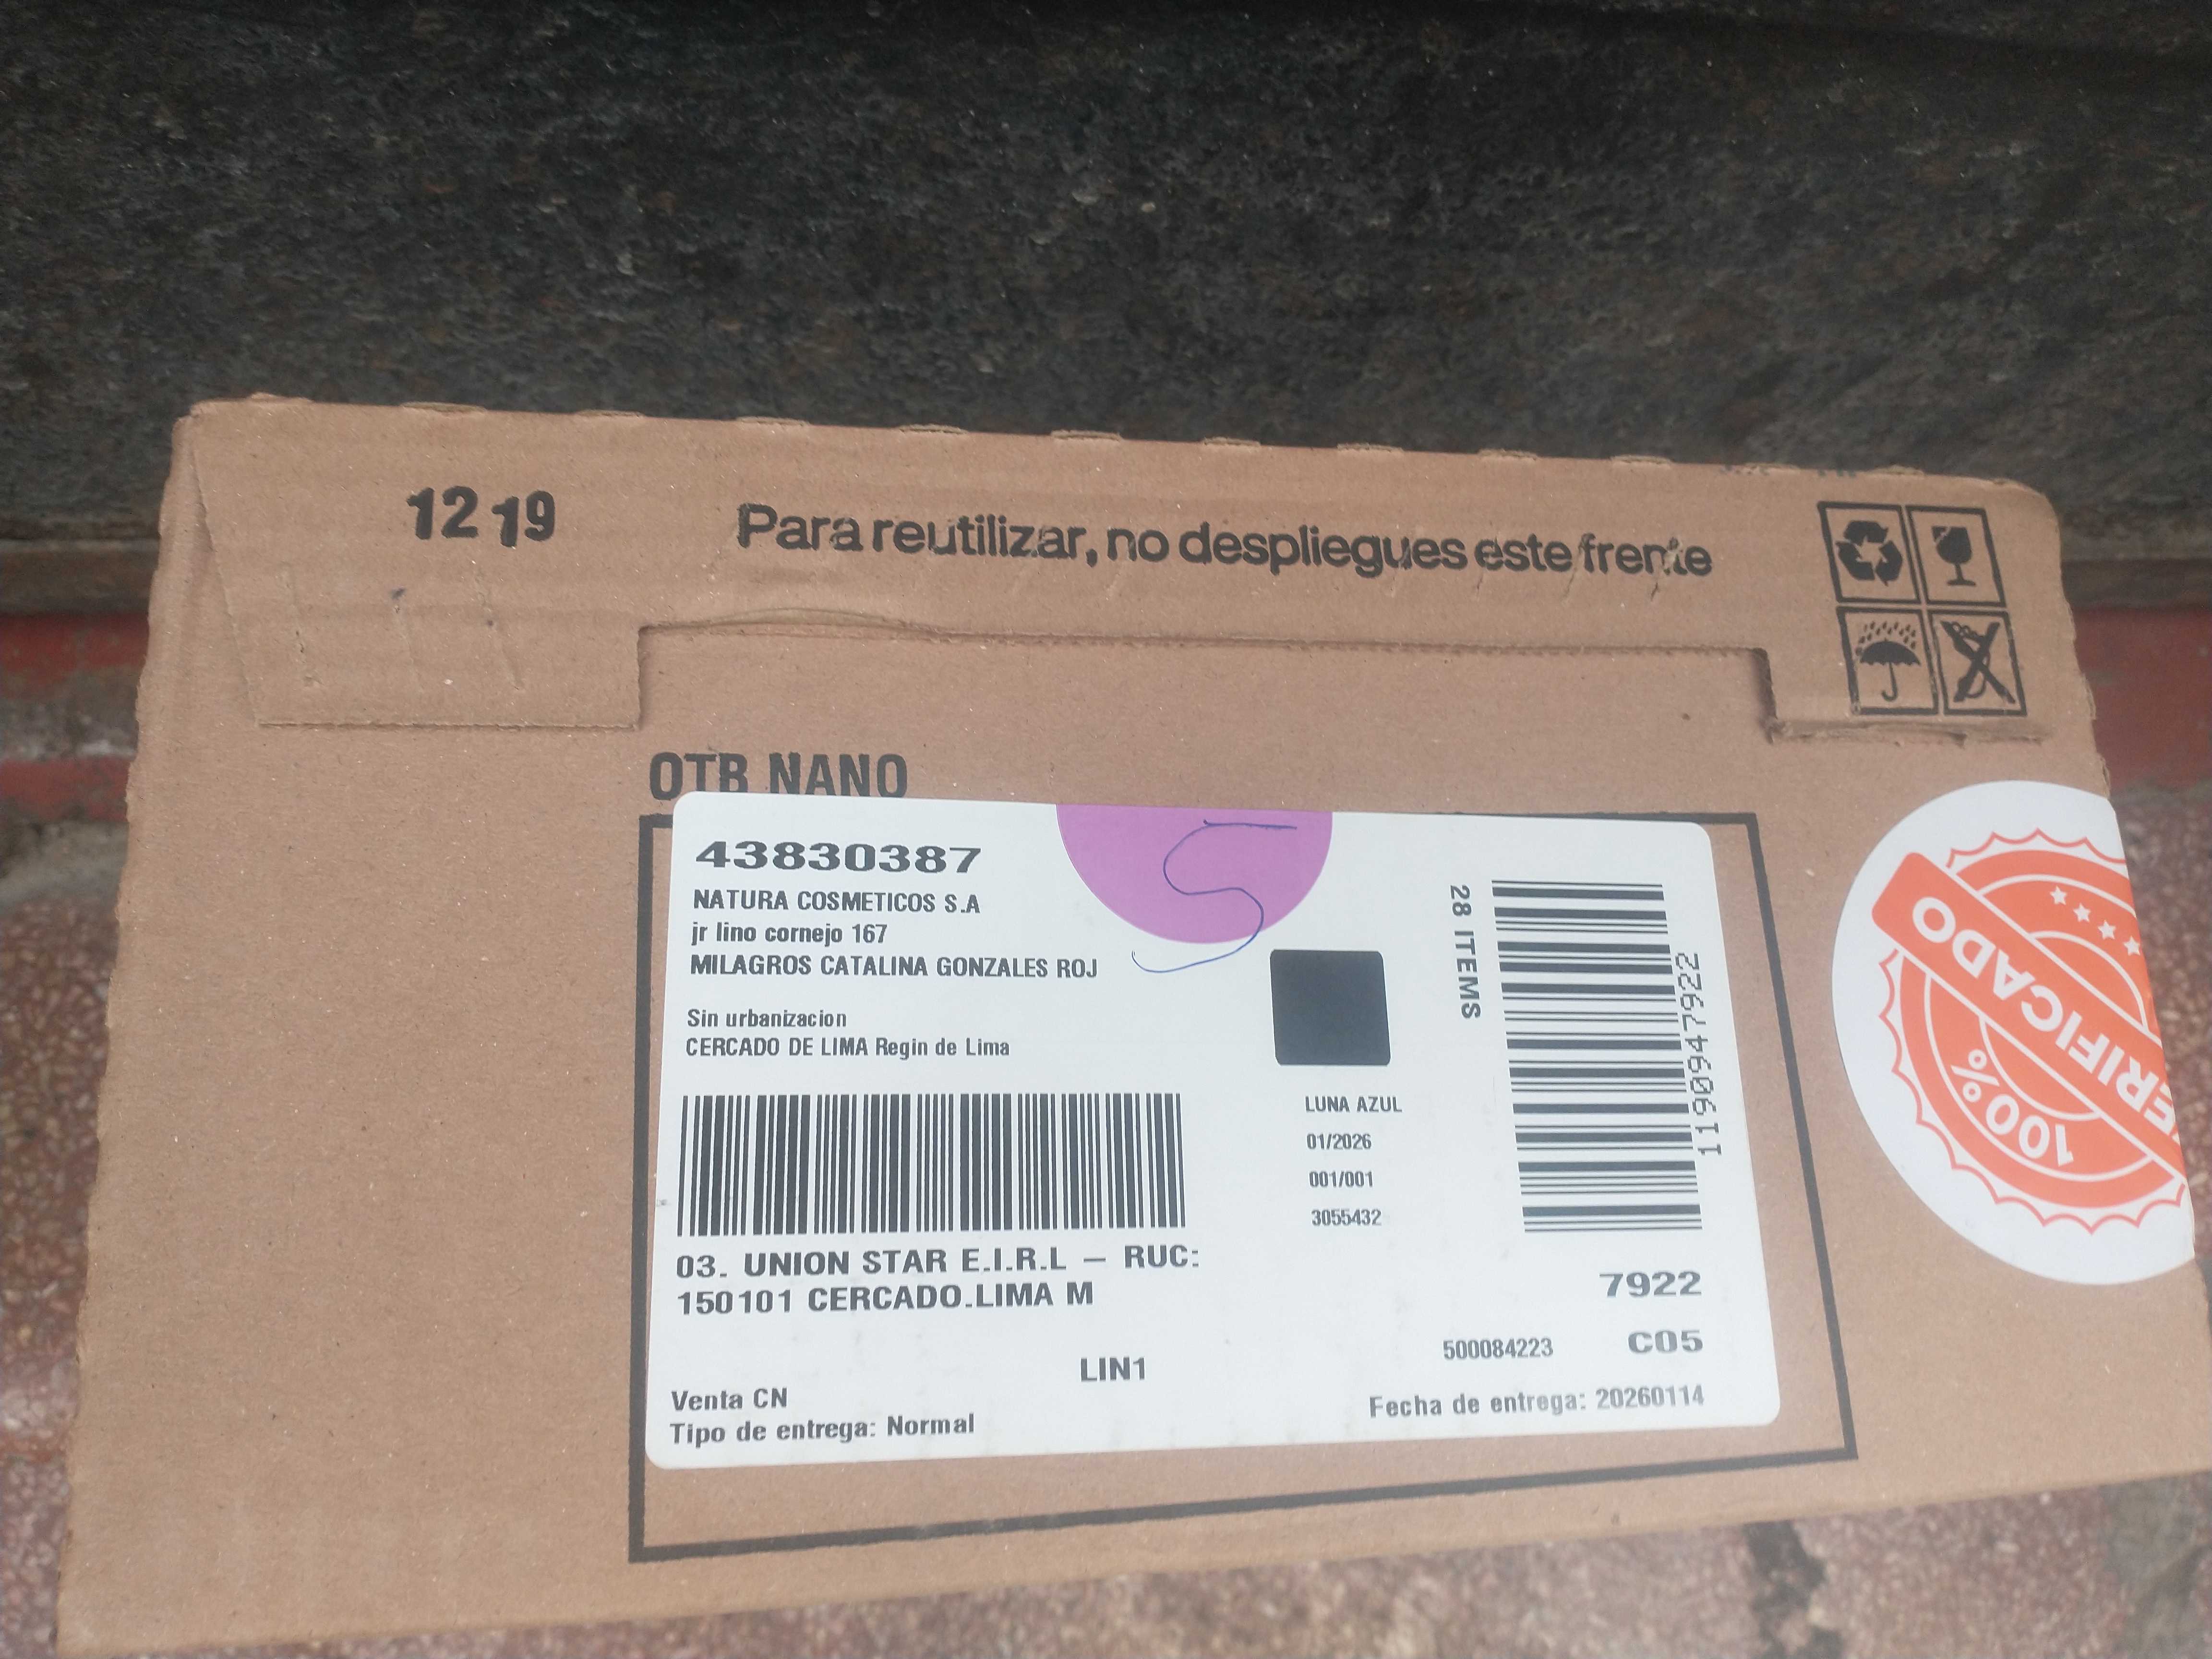 12 19
Para reutilizar, no despliegues este frente
OTB NANO
43830387
NATURA COSMETICOS S.A
jr lino cornejo 167
MILAGROS CATALINA GONZALES ROJ
Sin urbanizacion
CERCADO DE LIMA Regin de Lima
5
28 ITEMS
1190947922
LUNA AZUL
01/2026
001/001
3055432
03. UNION STAR E.I.R.L – RUC:
150101 CERCADO.LIMA M
7922
500084223 C05
LIN1
Venta CN
Tipo de entrega: Normal
Fecha de entrega: 20260114
100%
ERIFICADO